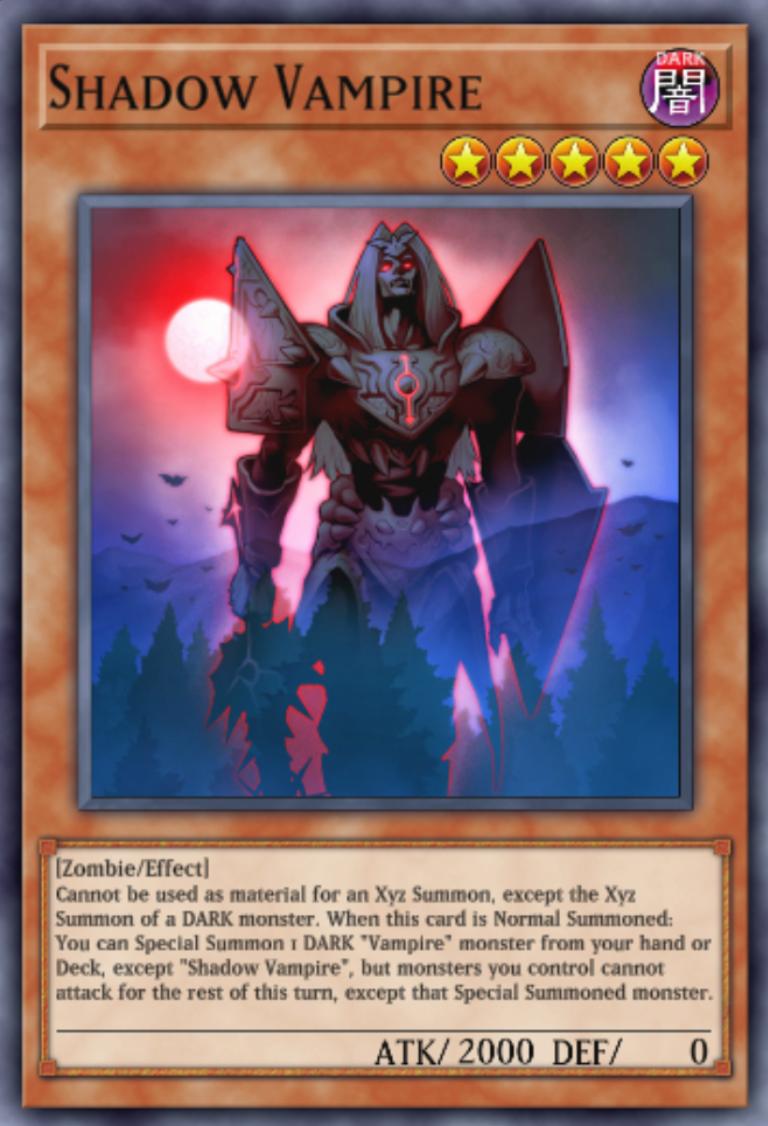 Shadow Vampire
DARK
闇
[Zombie/Effect]
Cannot be used as material for an Xyz Summon, except the Xyz
Summon of a DARK monster. When this card is Normal Summoned:
You can Special Summon 1 DARK "Vampire" monster from your hand or
Deck, except "Shadow Vampire", but monsters you control cannot
attack for the rest of this turn, except that Special Summoned monster.
ATK/ 2000 DEF/ 0